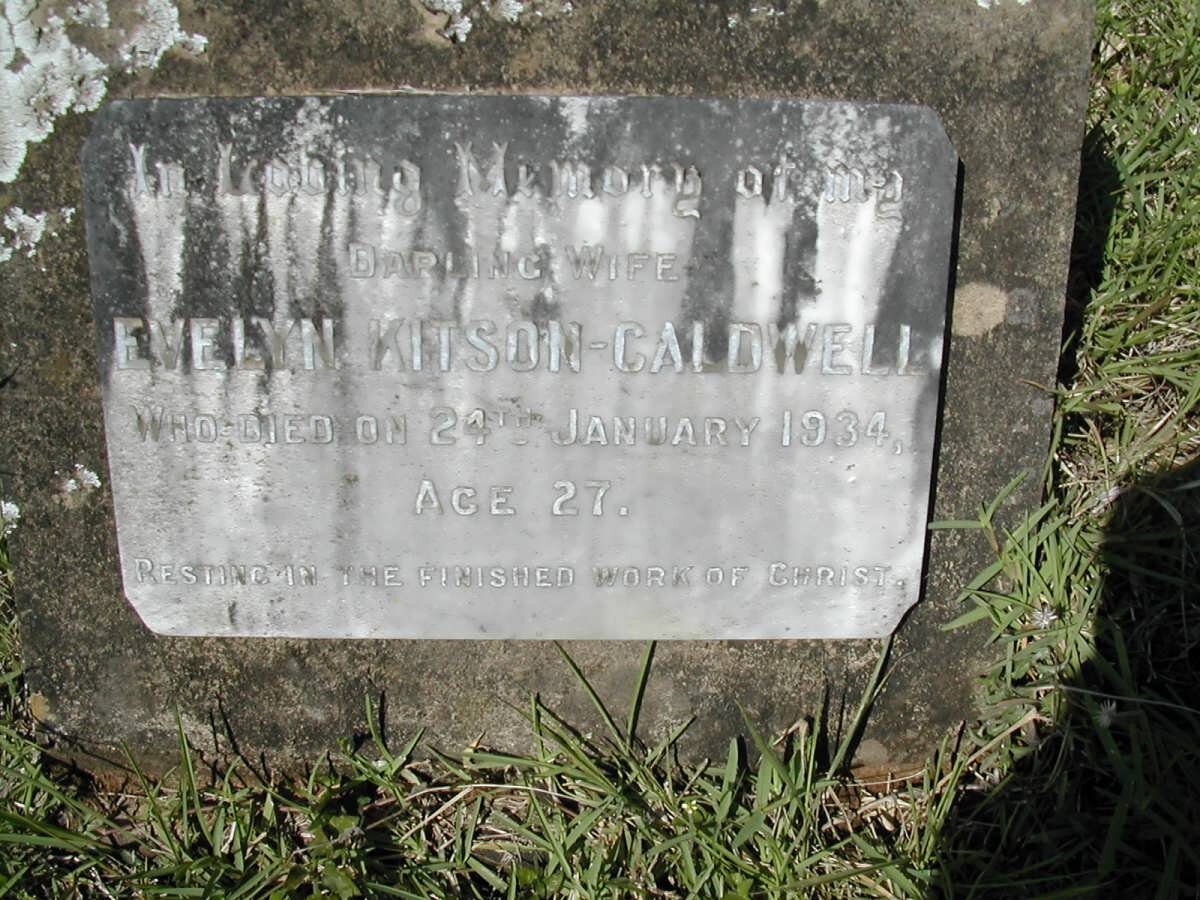 In Loving Memory of my
DARLING WIFE
EVELYN KITSON-CALDWELL
WHO DIED ON 24TH JANUARY 1934,
AGE 27.
RESTING IN THE FINISHED WORK OF CHRIST.